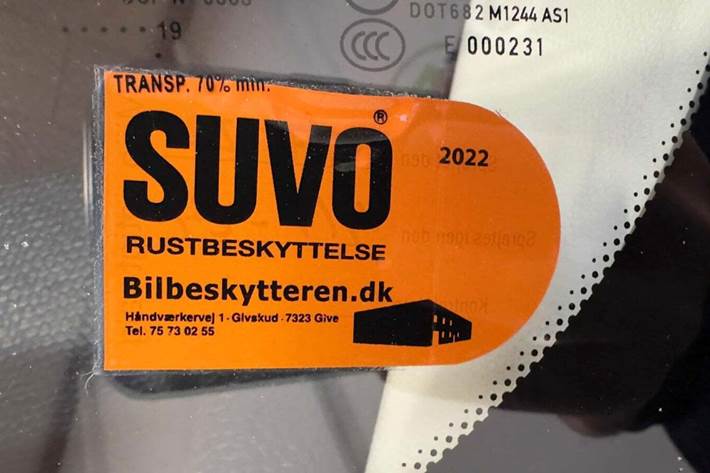 DOT682 M1244 AS1
19
E 000231
TRANSP. 70% min.
SUVO®
2022
RUSTBESKYTTELSE
Bilbeskytteren.dk
Håndværkervej 1 - Givskud - 7323 Give
Tel. 75 73 02 55